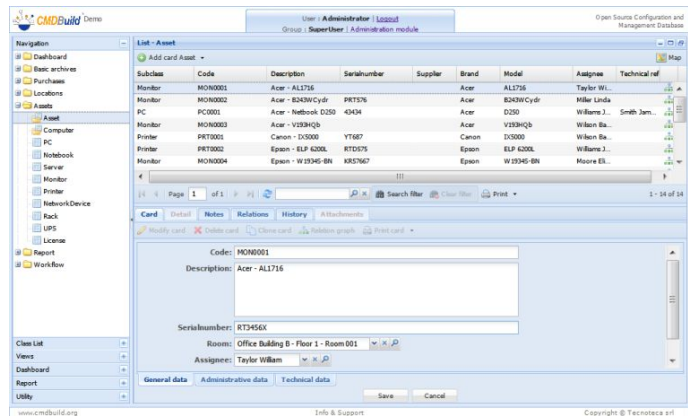 CMDBuild Demo
User : Administrator | Logout
Group : SuperUser | Administration module
Open Source Configuration and
Management Database
Navigation
Dashboard
Basic archives
Purchases
Locations
Assets
Asset
Computer
PC
Notebook
Server
Monitor
Printer
NetworkDevice
Rack
UPS
License
Report
Workflow
Class List
Views
Dashboard
Report
Utility
List - Asset
Add card Asset
Map
Subclass Code Description Serialnumber Supplier Brand Model Assignee Technical ref
Monitor MON0001 Acer - AL1716 Acer AL1716 Taylor Wi...
Monitor MON0002 Acer - B243WCydr PRT576 Acer B243WCydr Miller Linda
PC PC0001 Acer - Netbook D250 43434 Acer D250 Williams J... Smith Jam...
Monitor MON0003 Acer - V193HQb Acer V193HQb Wilson Ba...
Printer PRT0001 Canon - IX5000 YT687 Canon IX5000 Wilson Ba...
Printer PRT0002 Epson - ELP 6200L RTD575 Epson ELP 6200L Williams J...
Monitor MON0004 Epson - W19345-BN KR57667 Epson W19345-BN Moore Eli...
Page 1 of 1 Search filter Clear filter Print 1 - 14 of 14
Card Detail Notes Relations History Attachments
Modify card Delete card Clone card Relation graph Print card
Code: MON0001
Description: Acer - AL1716
Serialnumber: RT3456X
Room: Office Building B - Floor 1 - Room 001
Assignee: Taylor William
General data Administrative data Technical data
Save Cancel
www.cmdbuild.org Info & Support Copyright © Tecnoteca srl